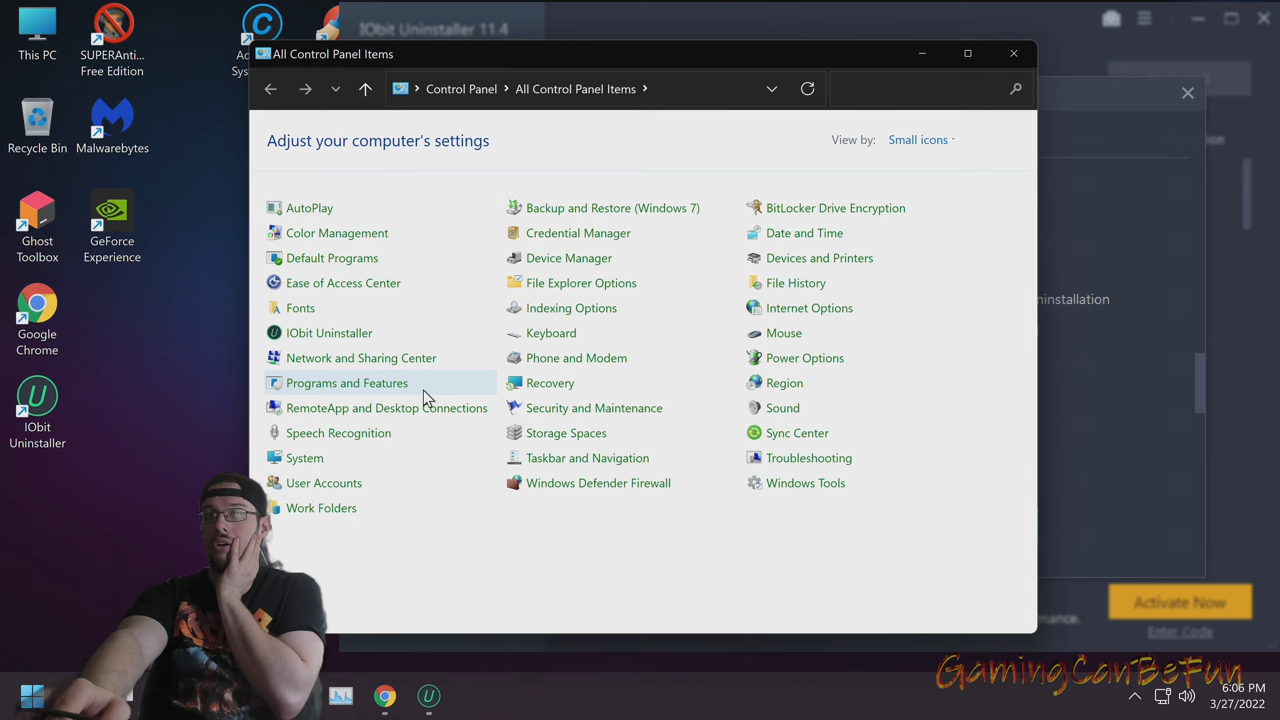 This PC
SUPERAnti...
Free Edition
Recycle Bin
Malwarebytes
Ghost
Toolbox
GeForce
Experience
Google
Chrome
IObit
Uninstaller
IObit Uninstaller 11.4
All Control Panel Items
Control Panel
All Control Panel Items
Adjust your computer's settings
View by:
Small icons
AutoPlay
Backup and Restore (Windows 7)
BitLocker Drive Encryption
Color Management
Credential Manager
Date and Time
Default Programs
Device Manager
Devices and Printers
Ease of Access Center
File Explorer Options
File History
Fonts
Indexing Options
Internet Options
IObit Uninstaller
Keyboard
Mouse
Network and Sharing Center
Phone and Modem
Power Options
Programs and Features
Recovery
Region
RemoteApp and Desktop Connections
Security and Maintenance
Sound
Speech Recognition
Storage Spaces
Sync Center
System
Taskbar and Navigation
Troubleshooting
User Accounts
Windows Defender Firewall
Windows Tools
Work Folders
Activate Now
Enter Code
GamingCanBeFun
6:06 PM
3/27/2022